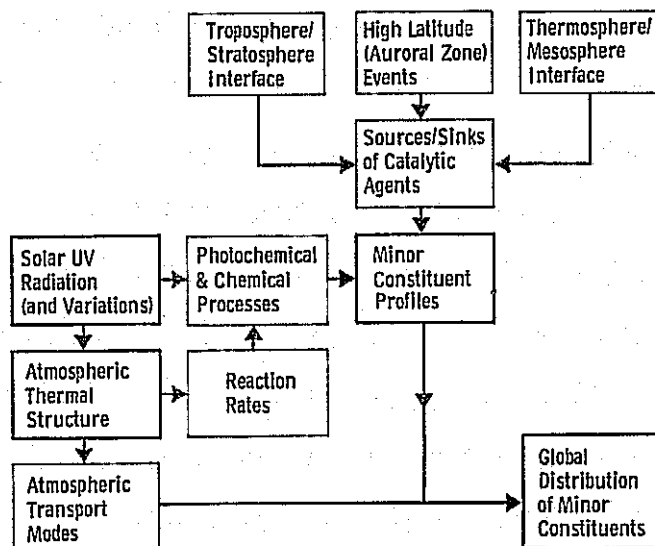 Troposphere/
Stratosphere
Interface
High Latitude
(Auroral Zone)
Events
Thermosphere/
Mesosphere
Interface
Sources/Sinks
of Catalytic
Agents
Solar UV
Radiation
(and Variations)
Photochemical
& Chemical
Processes
Minor
Constituent
Profiles
Atmospheric
Thermal
Structure
Reaction
Rates
Atmospheric
Transport
Modes
Global
Distribution
of Minor
Constituents